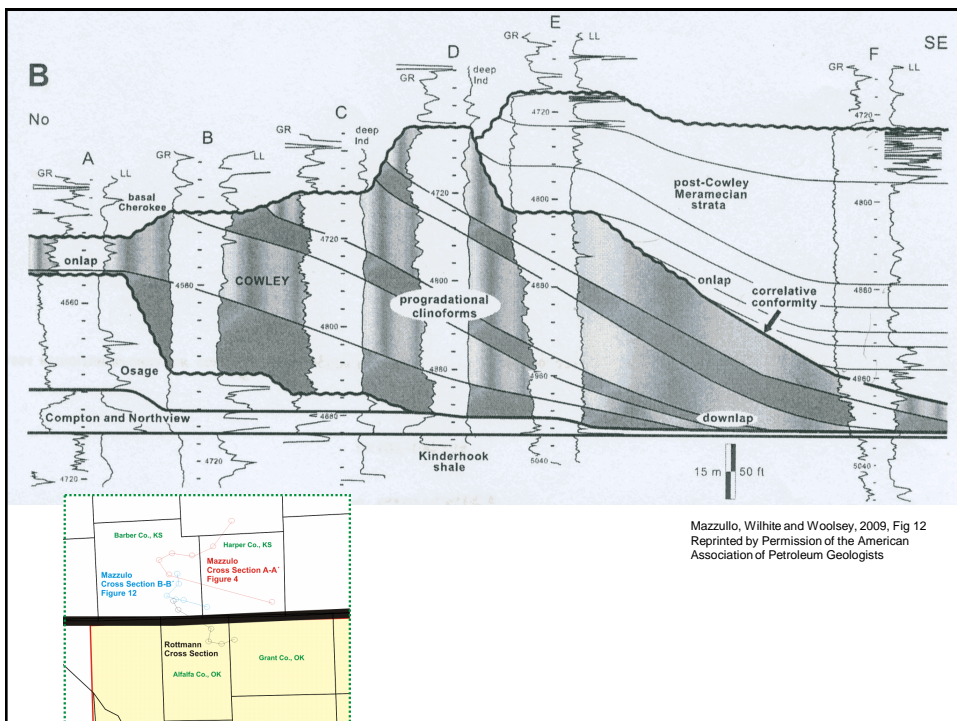 B
No
SE
A
B
C
D
E
F
GR
LL
GR
LL
GR
deep
Ind
GR
deep
Ind
GR
LL
GR
LL
basal
Cherokee
onlap
COWLEY
progradational
clinoforms
post-Cowley
Meramecian
strata
onlap
correlative
conformity
downlap
Osage
Compton and Northview
Kinderhook
shale
4720
4720
4720
4720
4800
4800
4800
4800
4560
4560
4880
4960
4960
4720
4720
5040
5040
15 m
50 ft
Mazzullo, Wilhite and Woolsey, 2009, Fig 12
Reprinted by Permission of the American
Association of Petroleum Geologists
Barber Co., KS
Harper Co., KS
Mazzulo
Cross Section A-A´
Figure 4
Mazzulo
Cross Section B-B´
Figure 12
Rottmann
Cross Section
Grant Co., OK
Alfalfa Co., OK